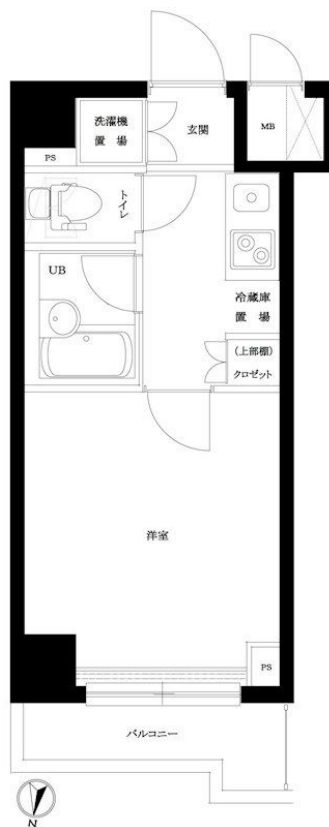 洗濯機
置　場
玄関
MB
PS
トイレ
UB
冷蔵庫
置　場
(上部棚)
クロゼット
洋室
PS
バルコニー
N